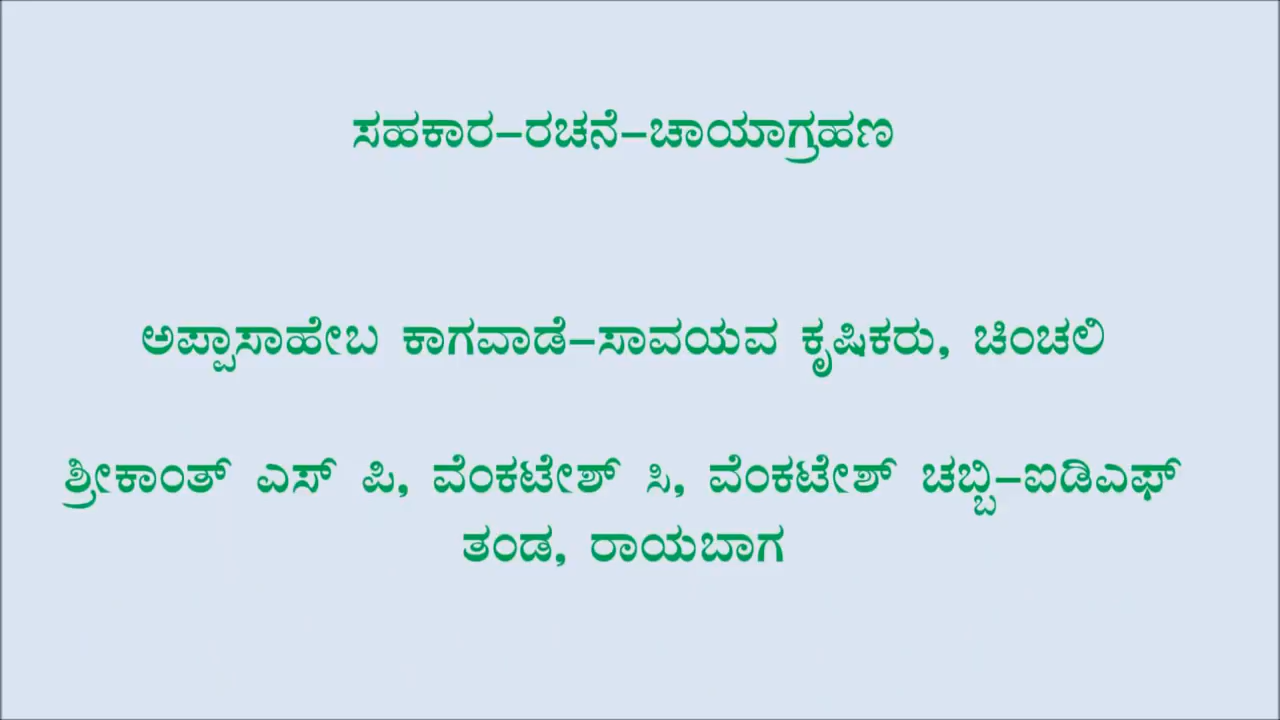 ಸಹಕಾರ-ರಚನೆ-ಚಾಯಾಗ್ರಹಣ
ಅಪ್ಪಾಸಾಹೇಬ ಕಾಗವಾಡೆ-ಸಾವಯವ ಕೃಷಿಕರು, ಚಿಂಚಲಿ
ಶ್ರೀಕಾಂತ್ ಎಸ್ ಪಿ, ವೆಂಕಟೇಶ್ ಸಿ, ವೆಂಕಟೇಶ್ ಚಬ್ಬಿ-ಐಡಿಎಫ್
ತಂಡ, ರಾಯಬಾಗ